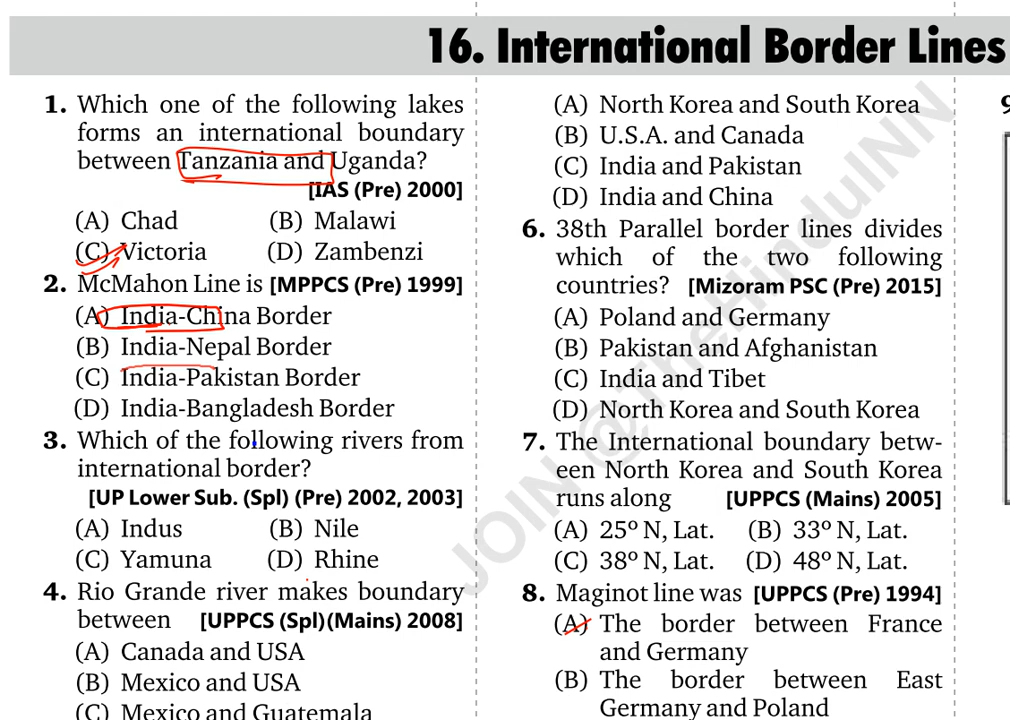 16. International Border Lines
1. Which one of the following lakes
forms an international boundary
between Tanzania and Uganda?
[IAS (Pre) 2000]
(A) Chad (B) Malawi
(C) Victoria (D) Zambenzi
2. McMahon Line is [MPPCS (Pre) 1999]
(A) India-China Border
(B) India-Nepal Border
(C) India-Pakistan Border
(D) India-Bangladesh Border
3. Which of the following rivers from
international border?
[UP Lower Sub. (Spl) (Pre) 2002, 2003]
(A) Indus (B) Nile
(C) Yamuna (D) Rhine
4. Rio Grande river makes boundary
between [UPPCS (Spl)(Mains) 2008]
(A) Canada and USA
(B) Mexico and USA
(C) Mexico and Guatemala
(A) North Korea and South Korea
(B) U.S.A. and Canada
(C) India and Pakistan
(D) India and China
6. 38th Parallel border lines divides
which of the two following
countries? [Mizoram PSC (Pre) 2015]
(A) Poland and Germany
(B) Pakistan and Afghanistan
(C) India and Tibet
(D) North Korea and South Korea
7. The International boundary betw-
een North Korea and South Korea
runs along [UPPCS (Mains) 2005]
(A) 25º N, Lat. (B) 33º N, Lat.
(C) 38º N, Lat. (D) 48º N, Lat.
8. Maginot line was [UPPCS (Pre) 1994]
(A) The border between France
and Germany
(B) The border between East
Germany and Poland
9
JOIN @TheHinduINN